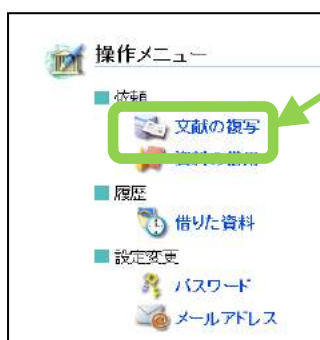 操作メニュー
依頼
文献の複写
履歴
借りた資料
設定変更
パスワード
メールアドレス